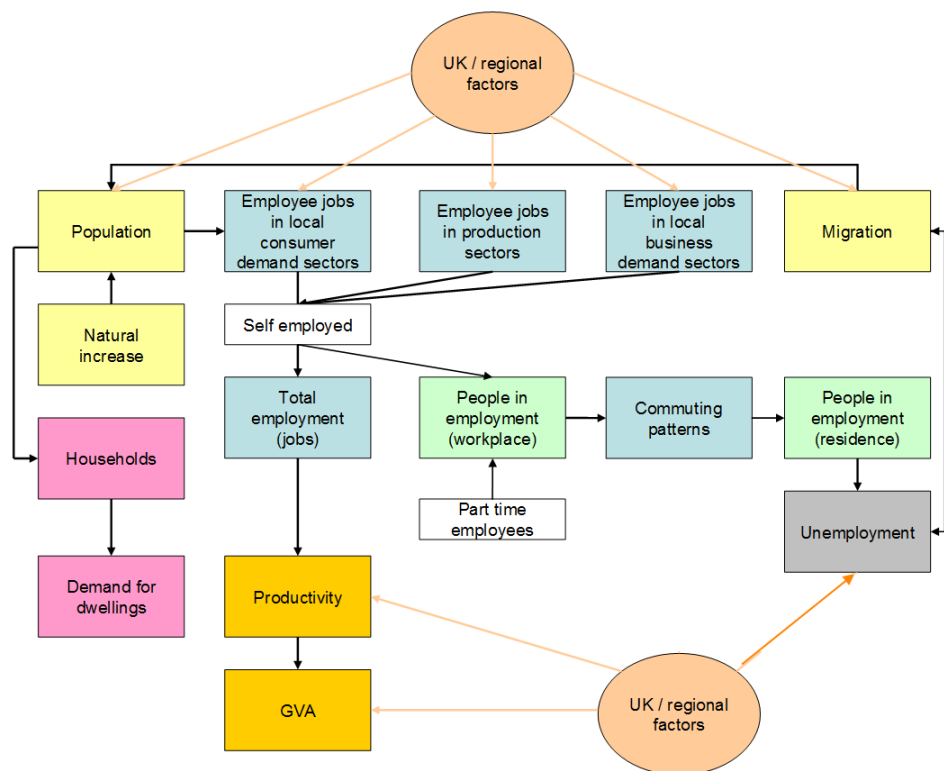 UK / regional
factors
Population
Employee jobs
in local
consumer
demand sectors
Employee jobs
in production
sectors
Employee jobs
in local
business
demand sectors
Migration
Natural
increase
Self employed
Total
employment
(jobs)
People in
employment
(workplace)
Commuting
patterns
People in
employment
(residence)
Households
Part time
employees
Unemployment
Demand for
dwellings
Productivity
GVA
UK / regional
factors